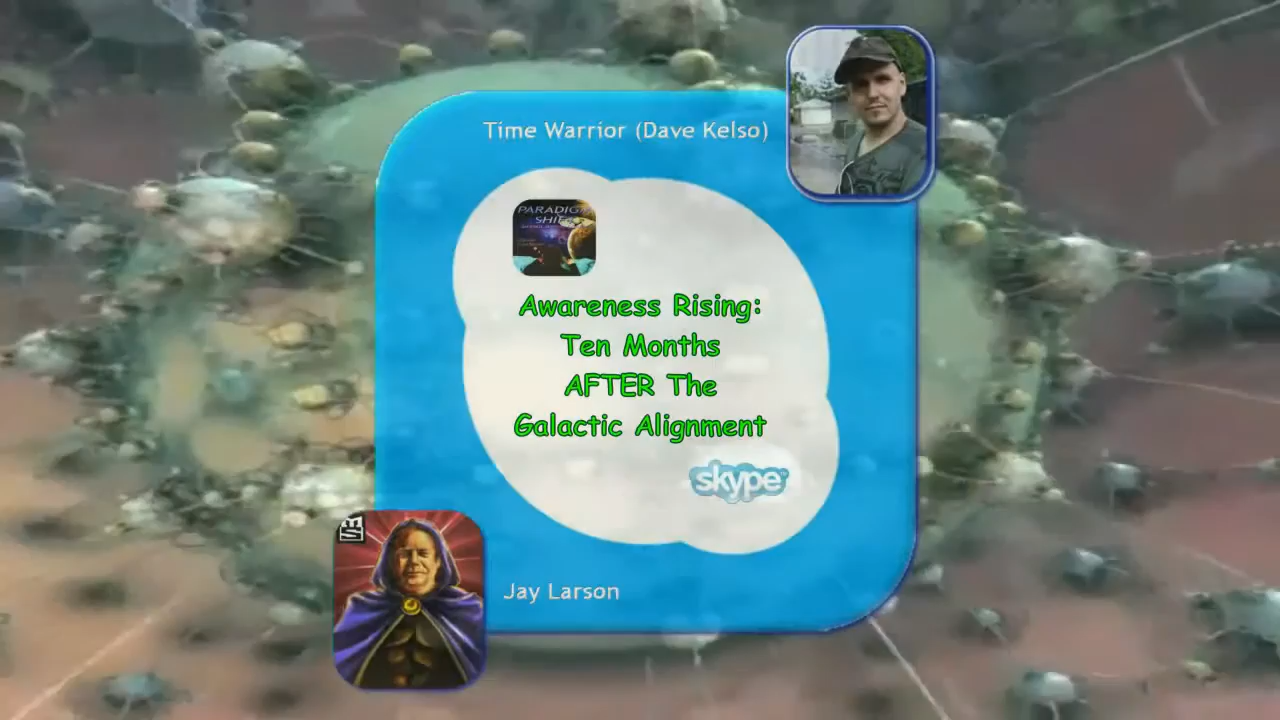 Time Warrior (Dave Kelso)
PARADIGM
SHIFT
Awareness Rising:
Ten Months
AFTER The
Galactic Alignment
skype
Jay Larson